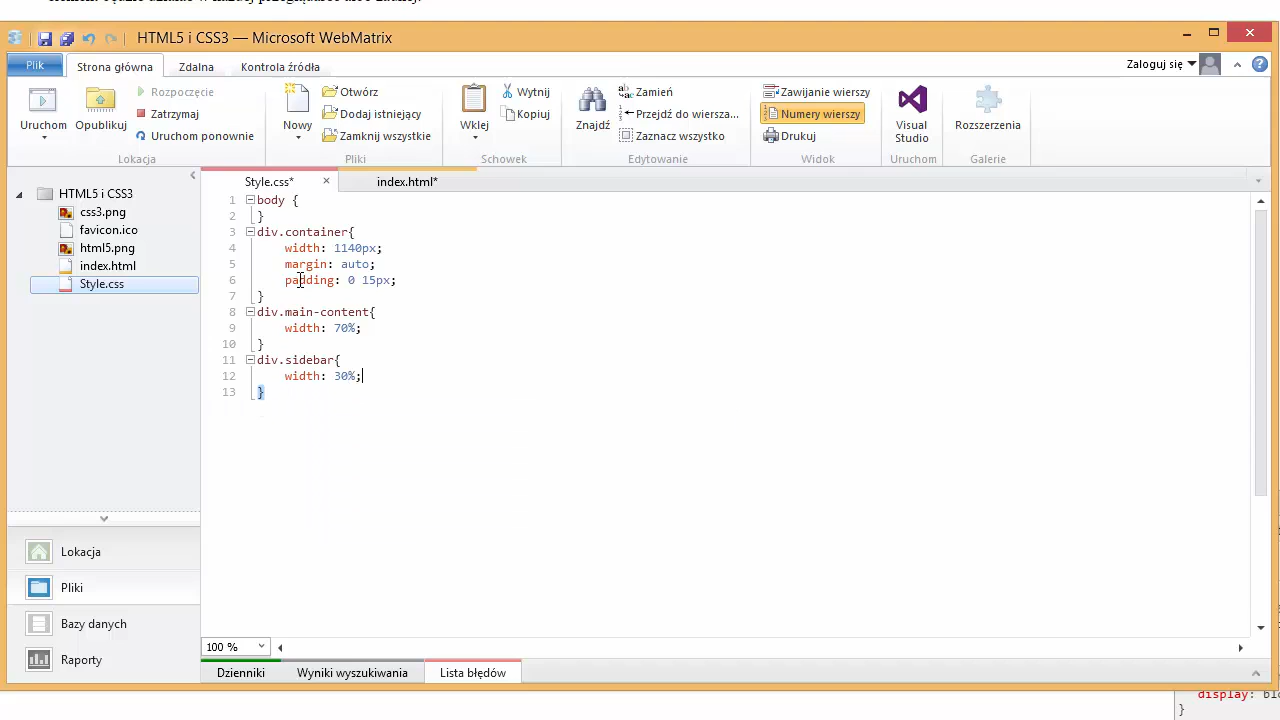 HTML5 i CSS3 — Microsoft WebMatrix
Plik Strona główna Zdalna Kontrola źródła Zaloguj się
Uruchom Opublikuj Rozpoczęcie Zatrzymaj Uruchom ponownie
Lokacja
Nowy Otwórz Dodaj istniejący Zamknij wszystkie
Pliki
Wklej Wytnij Kopiuj
Schowek
Znajdź Zamień Przejdź do wiersza... Zaznacz wszystko
Edytowanie
Zawijanie wierszy Numery wierszy Drukuj
Widok
Visual Studio
Uruchom
Rozszerzenia
Galerie
HTML5 i CSS3
css3.png
favicon.ico
html5.png
index.html
Style.css
Style.css* index.html*
1 body {
2 }
3 div.container{
4 width: 1140px;
5 margin: auto;
6 padding: 0 15px;
7 }
8 div.main-content{
9 width: 70%;
10 }
11 div.sidebar{
12 width: 30%;
13 }
Lokacja
Pliki
Bazy danych
Raporty
100 %
Dzienniki Wyniki wyszukiwania Lista błędów
display:
}